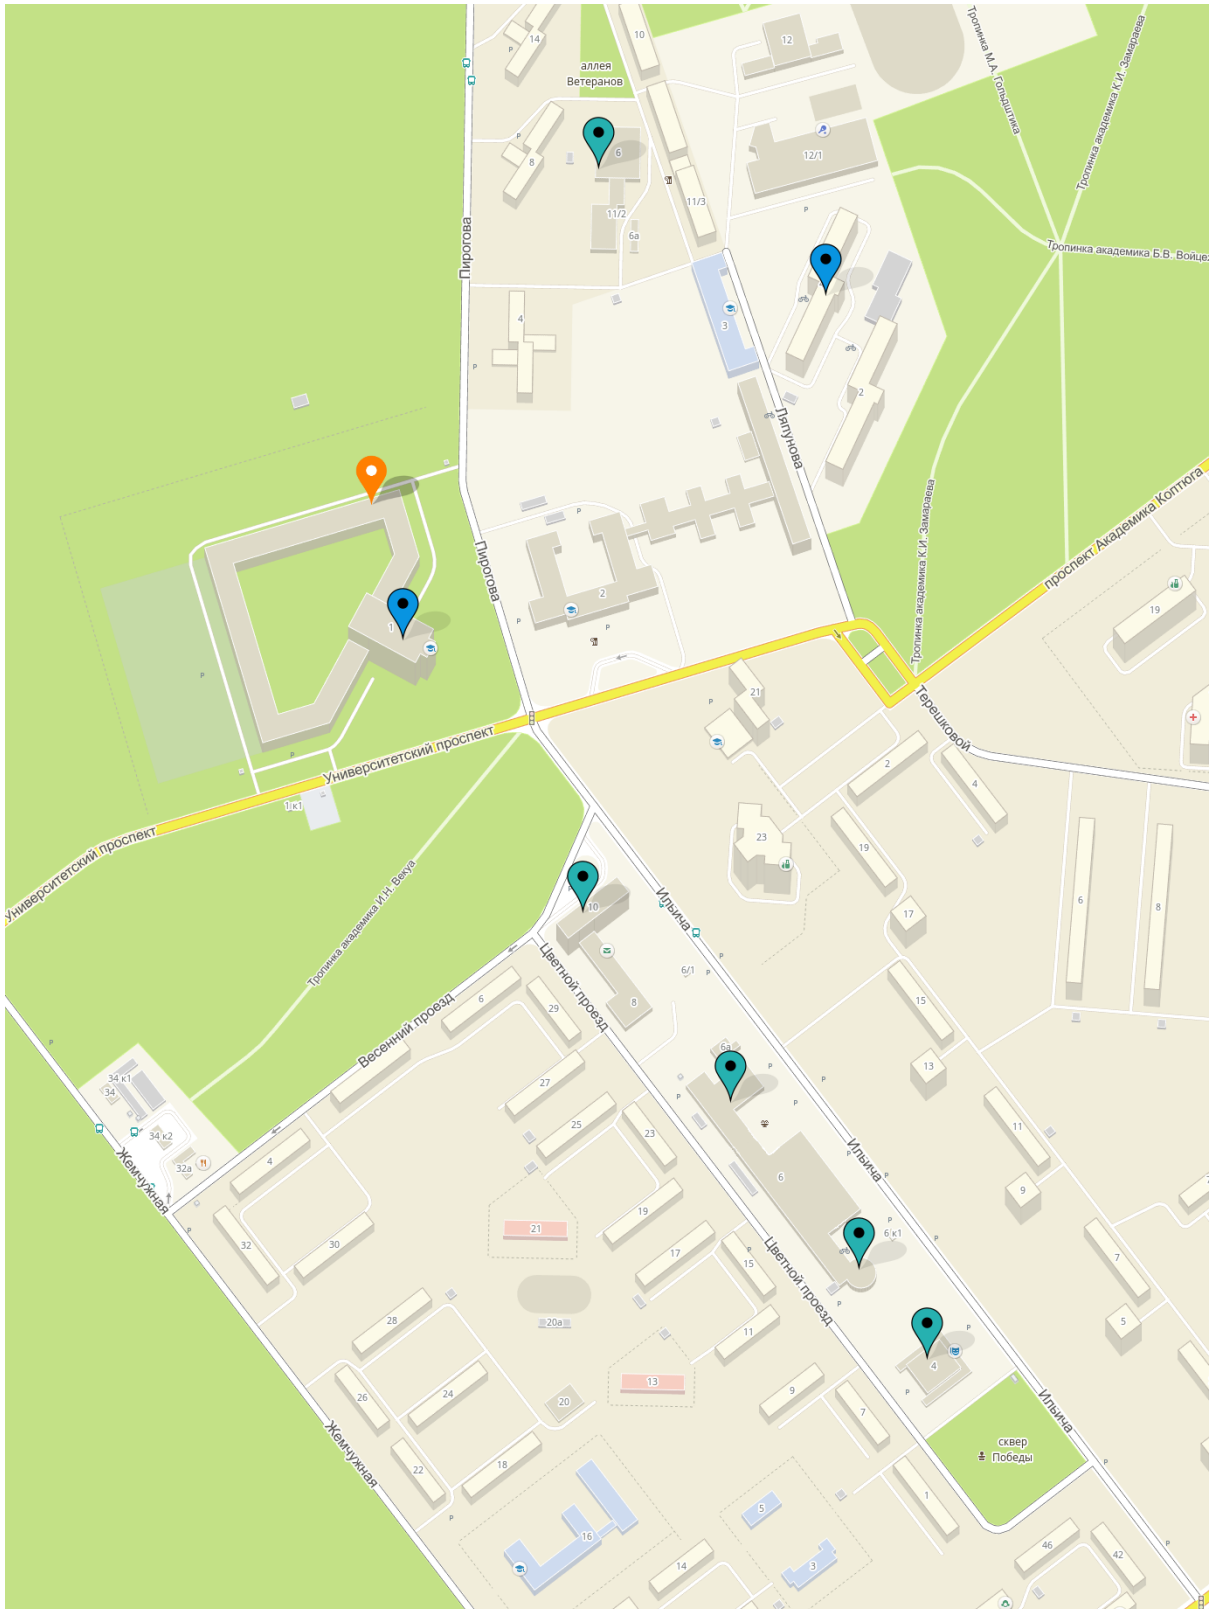 14
10
12
аллея
Ветеранов
Тропинка М.А. Гольдштика
Тропинка академика К.И. Замараева
8
6
12/1
11/3
11/2
6а
Пирогова
Тропинка академика Б.В. Войцех
4
3
2
Ляпунова
Тропинка академика К.И. Замараева
проспект Академика Коптюга
Пирогова
2
1
19
21
Терешковой
Университетский проспект
1 к1
2
4
Университетский проспект
Тропинка академика И.Н. Векуа
23
19
10
Ильича
17
6
8
Цветной проезд
6/1
6
29
8
15
Весенний проезд
6а
34 к1
34
27
13
25
23
11
34 к2
32а
4
Жемчужная
Ильича
6
9
7
19
21
32
30
17
15
6 к1
Цветной проезд
7
28
20а
11
5
13
4
26
24
20
9
7
Ильича
Жемчужная
22
18
сквер
Победы
1
5
16
14
3
46
42